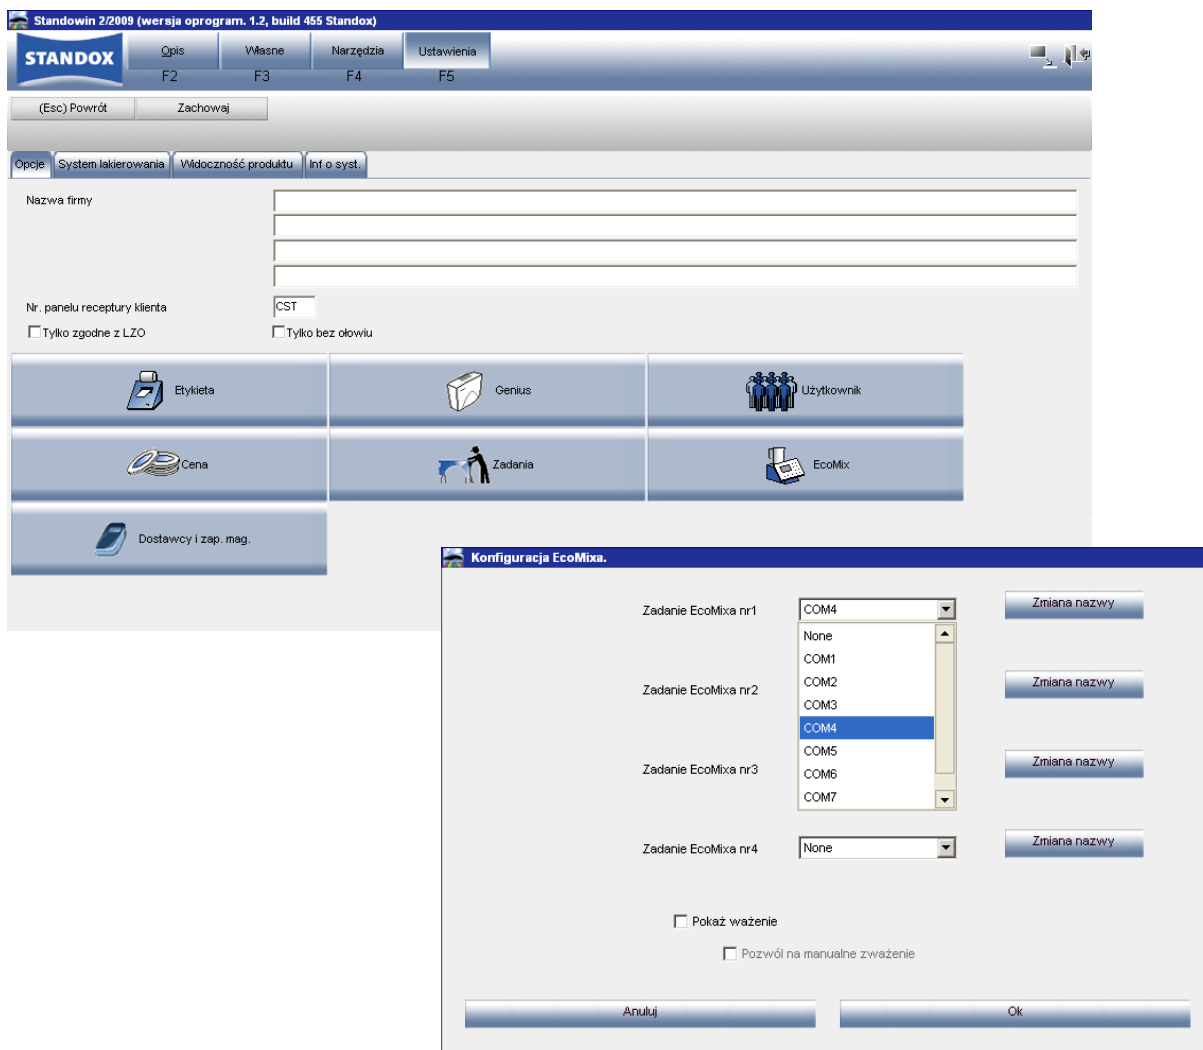 Standowin 2/2009 (wersja oprogram. 1.2, build 455 Standox)
STANDOX
Opis Własne Narzędzia Ustawienia
F2 F3 F4 F5
(Esc) Powrót Zachowaj
Opcje System lakierowania Widoczność produktu Inf o syst.
Nazwa firmy
Nr. panelu receptury klienta CST
Tylko zgodne z LZO Tylko bez ołowiu
Etykieta Genius Użytkownik
Cena Zadania EcoMix
Dostawcy i zap. mag.
Konfiguracja EcoMixa.
Zadanie EcoMixa nr1 COM4 Zmiana nazwy
None
COM1
Zadanie EcoMixa nr2 COM2 Zmiana nazwy
COM3
COM4
COM5
Zadanie EcoMixa nr3 COM6 Zmiana nazwy
COM7
Zadanie EcoMixa nr4 None Zmiana nazwy
Pokaż ważenie
Pozwól na manualne zważenie
Anuluj Ok